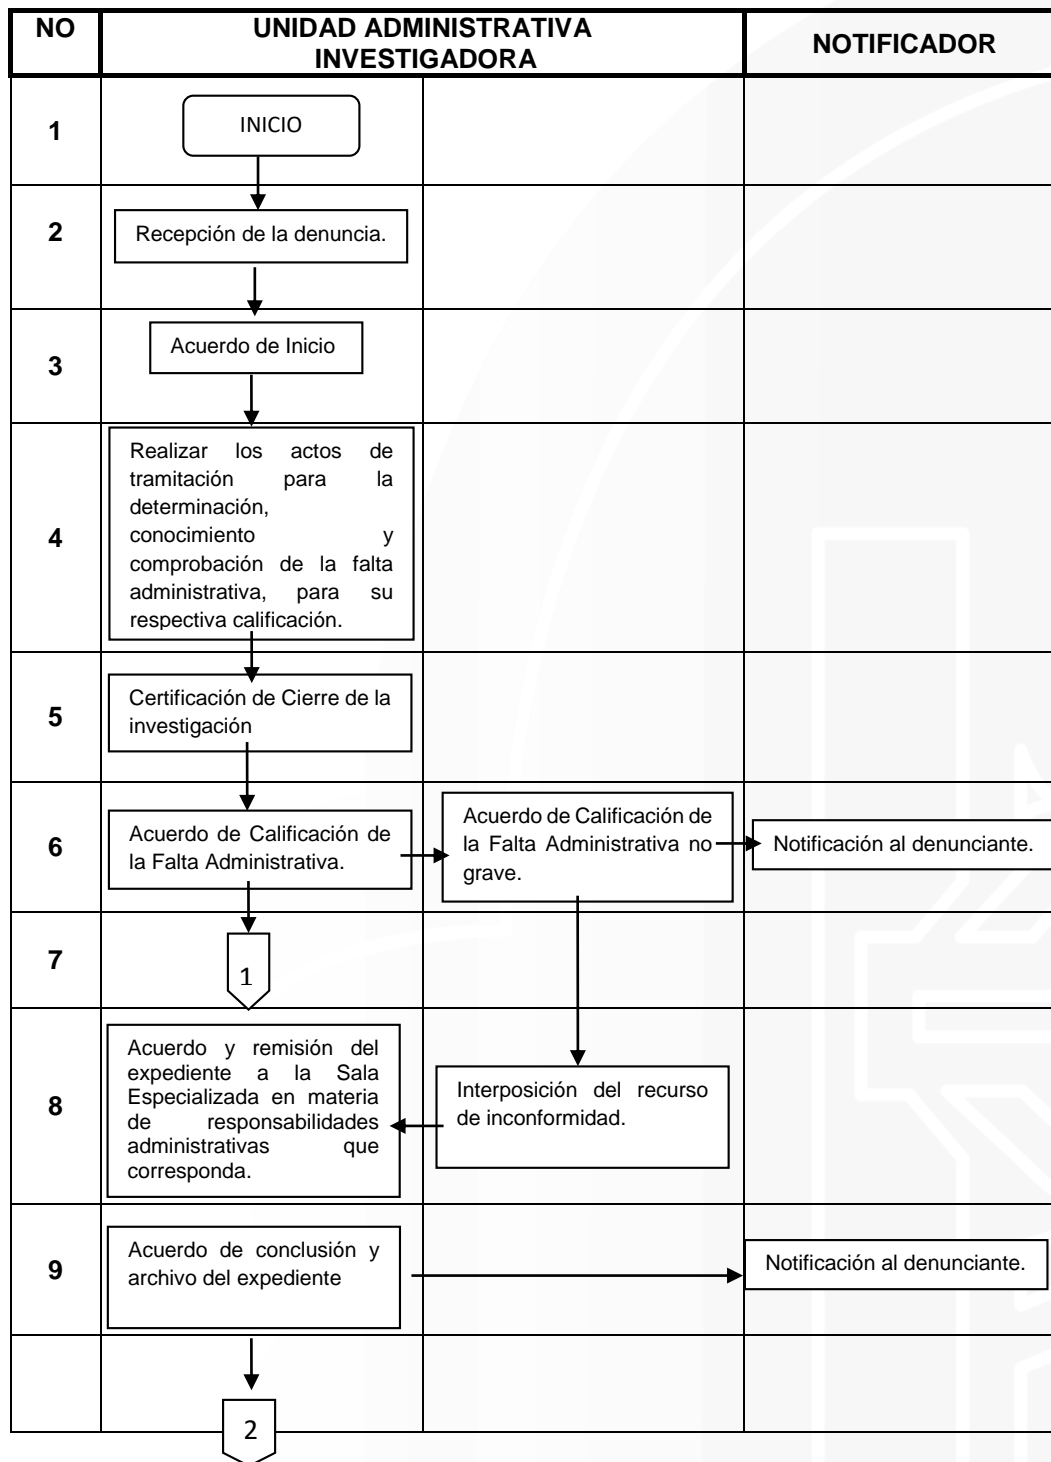 NO
UNIDAD ADMINISTRATIVA
INVESTIGADORA
NOTIFICADOR
1
INICIO
2
Recepción de la denuncia.
3
Acuerdo de Inicio
4
Realizar los actos de
tramitación para la
determinación,
conocimiento y
comprobación de la falta
administrativa, para su
respectiva calificación.
5
Certificación de Cierre de la
investigación
6
Acuerdo de Calificación de
la Falta Administrativa.
Acuerdo de Calificación de
la Falta Administrativa no
grave.
Notificación al denunciante.
7
1
8
Acuerdo y remisión del
expediente a la Sala
Especializada en materia
de responsabilidades
administrativas que
corresponda.
Interposición del recurso
de inconformidad.
9
Acuerdo de conclusión y
archivo del expediente
Notificación al denunciante.
2